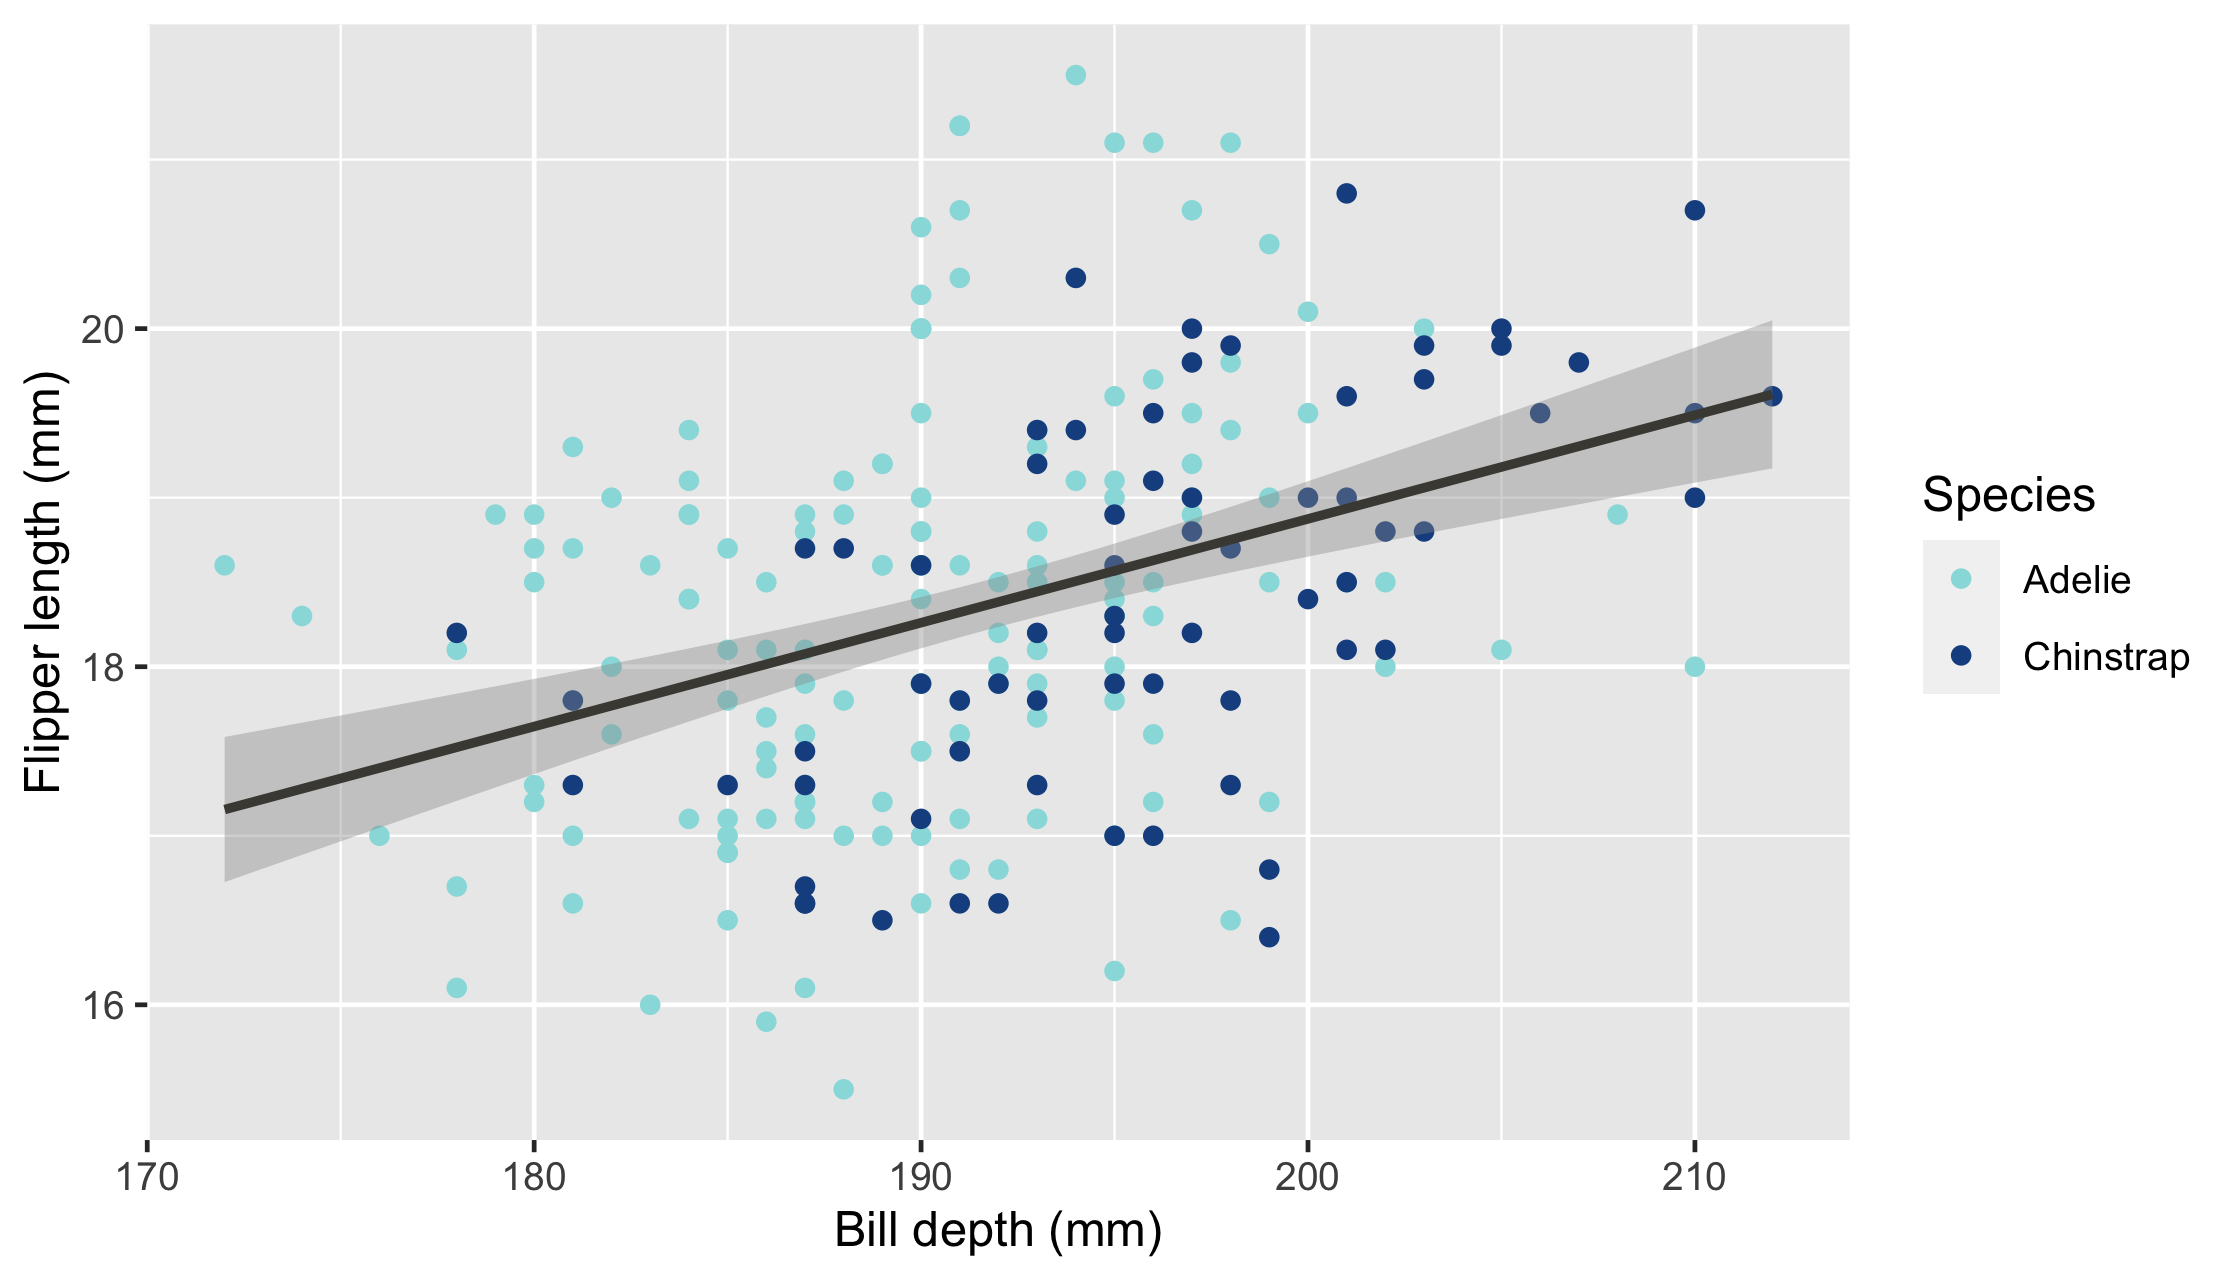 20
18
16
Flipper length (mm)
170 180 190 200 210
Bill depth (mm)
Species
Adelie
Chinstrap